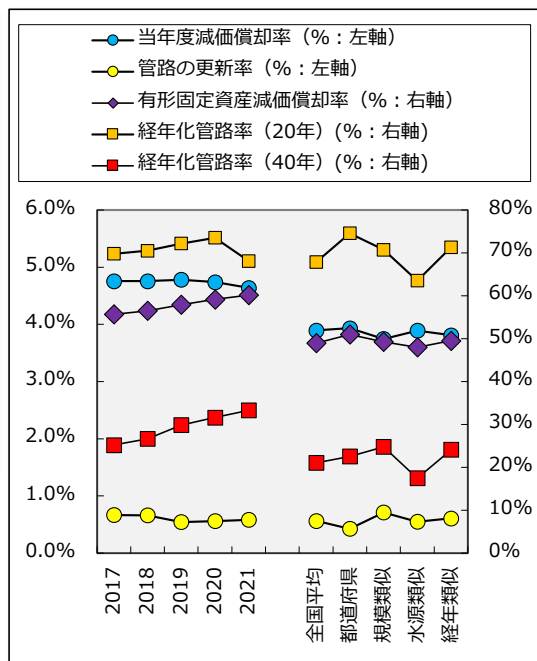 当年度減価償却率（%：左軸）
管路の更新率（%：左軸）
有形固定資産減価償却率（%：右軸）
経年化管路率（20年）(%：右軸)
経年化管路率（40年）(%：右軸)
6.0%
5.0%
4.0%
3.0%
2.0%
1.0%
0.0%
80%
70%
60%
50%
40%
30%
20%
10%
0%
2017
2018
2019
2020
2021
全国平均
都道府県
規模類似
水源類似
経年類似